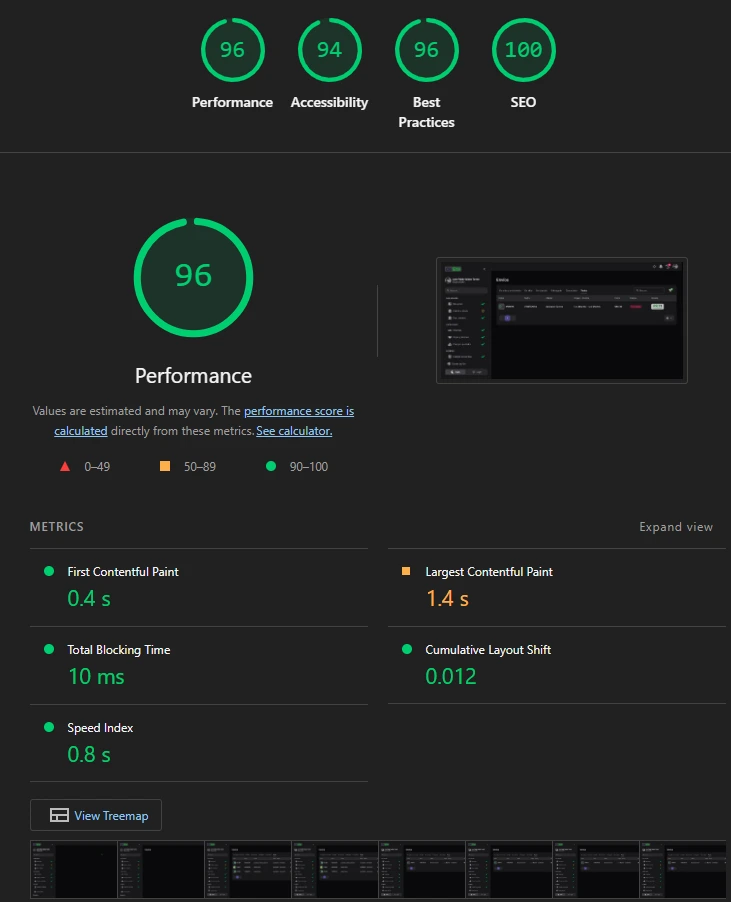 96
94
96
100
Performance
Accessibility
Best
Practices
SEO
96
Performance
Values are estimated and may vary. The performance score is
calculated directly from these metrics. See calculator.
0–49
50–89
90–100
METRICS
Expand view
First Contentful Paint
0.4 s
Largest Contentful Paint
1.4 s
Total Blocking Time
10 ms
Cumulative Layout Shift
0.012
Speed Index
0.8 s
View Treemap